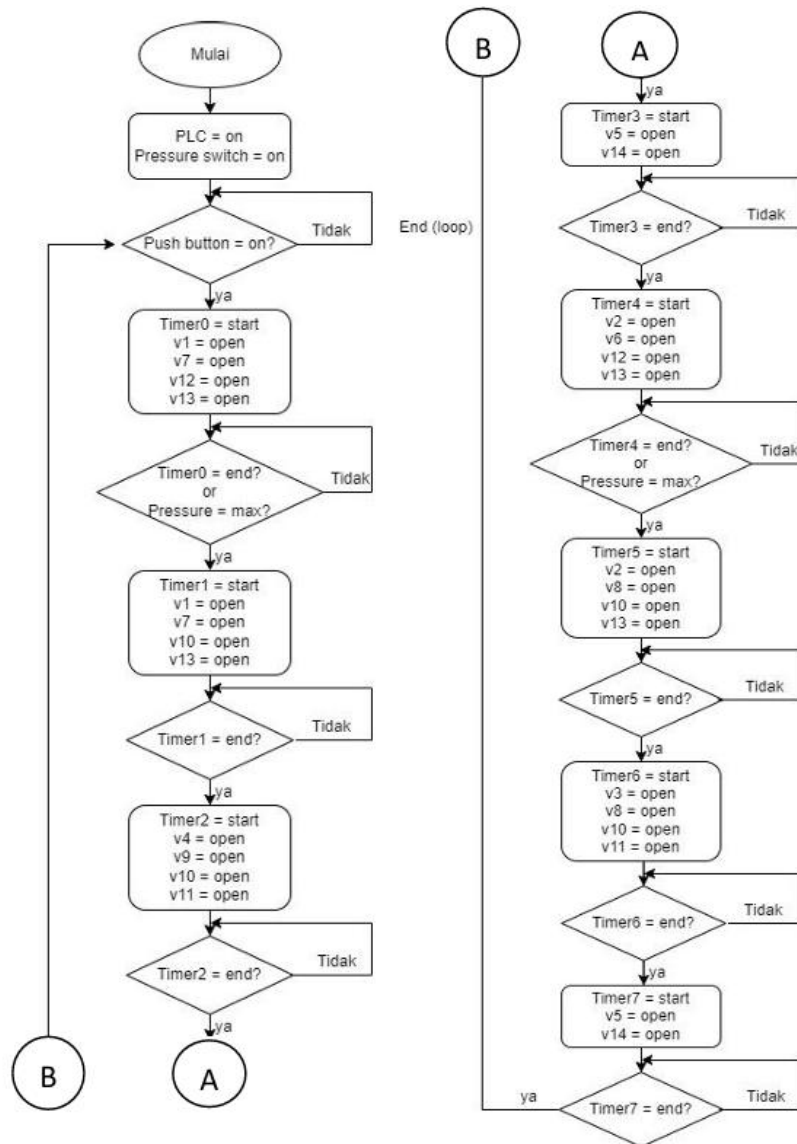 Mulai
PLC = on
Pressure switch = on
Push button = on?
Tidak
ya
Timer0 = start
v1 = open
v7 = open
v12 = open
v13 = open
Timer0 = end?
or
Pressure = max?
Tidak
ya
Timer1 = start
v1 = open
v7 = open
v10 = open
v13 = open
Timer1 = end?
Tidak
ya
Timer2 = start
v4 = open
v9 = open
v10 = open
v11 = open
Timer2 = end?
Tidak
ya
B
A
B
End (loop)
A
ya
Timer3 = start
v5 = open
v14 = open
Timer3 = end?
Tidak
ya
Timer4 = start
v2 = open
v6 = open
v12 = open
v13 = open
Timer4 = end?
or
Pressure = max?
Tidak
ya
Timer5 = start
v2 = open
v8 = open
v10 = open
v13 = open
Timer5 = end?
Tidak
ya
Timer6 = start
v3 = open
v8 = open
v10 = open
v11 = open
Timer6 = end?
Tidak
ya
Timer7 = start
v5 = open
v14 = open
Timer7 = end?
Tidak
ya